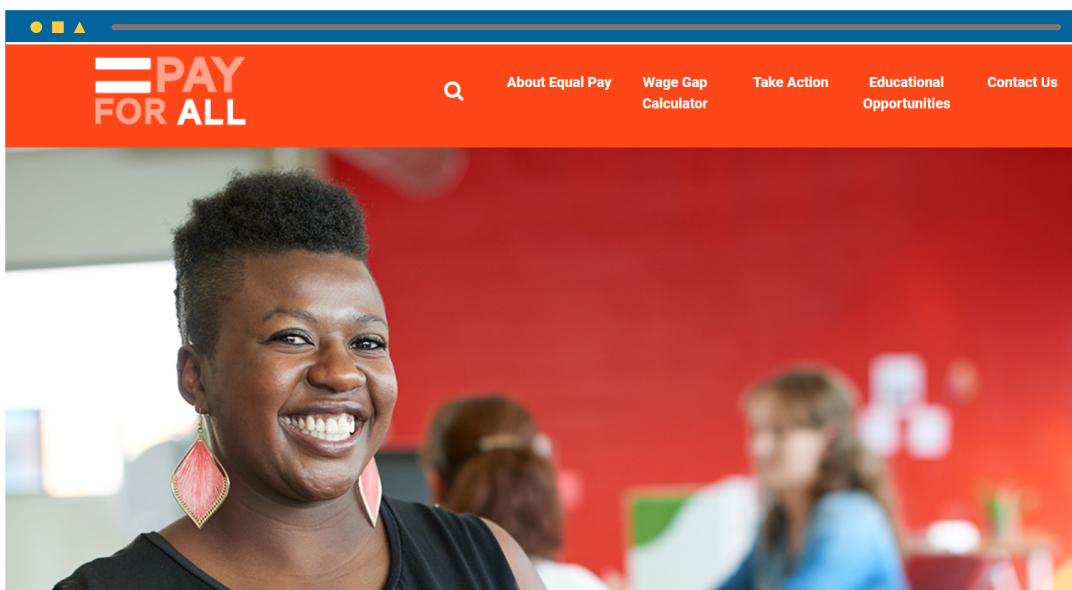 PAY
FOR ALL
About Equal Pay
Wage Gap
Calculator
Take Action
Educational
Opportunities
Contact Us